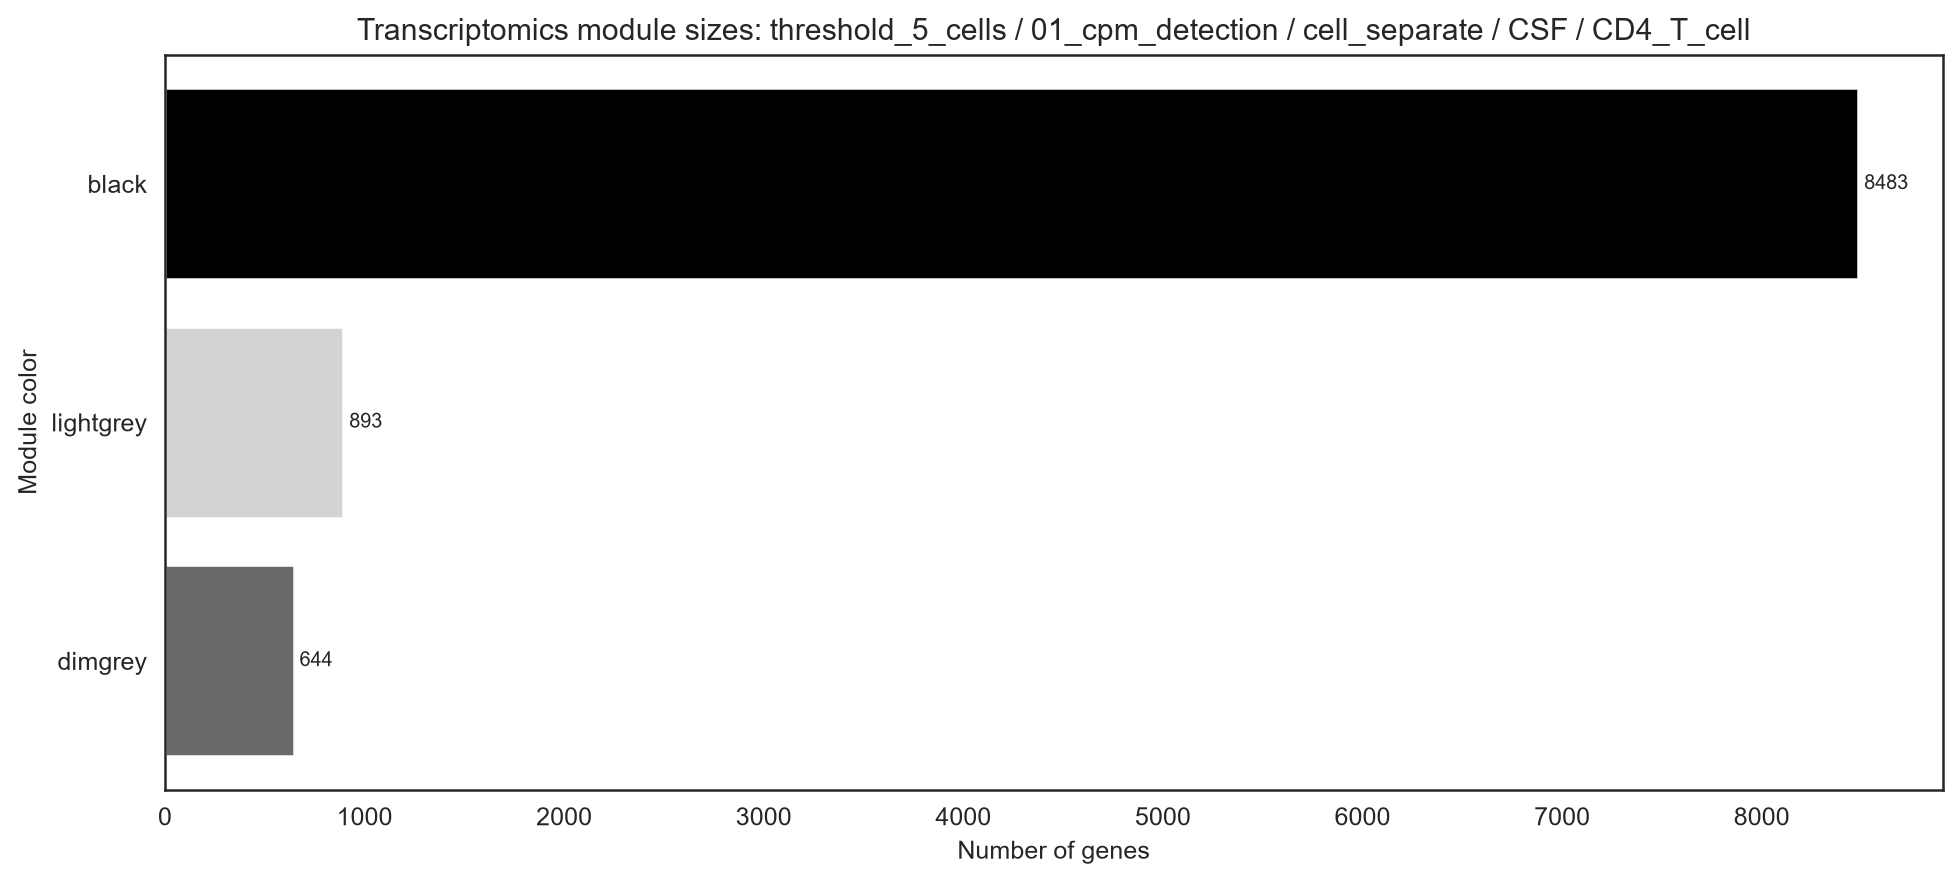 Transcriptomics module sizes: threshold_5_cells / 01_cpm_detection / cell_separate / CSF / CD4_T_cell
Module color
black
8483
lightgrey
893
dimgrey
644
0 1000 2000 3000 4000 5000 6000 7000 8000
Number of genes